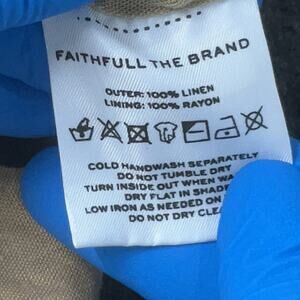 FAITHFULL THE BRAND
OUTER: 100% LINEN
LINING: 100% RAYON
COLD HANDWASH SEPARATELY
DO NOT TUMBLE DRY
TURN INSIDE OUT WHEN
DRY FLAT IN SHADE
LOW IRON AS NEEDED ON
DO NOT DRY